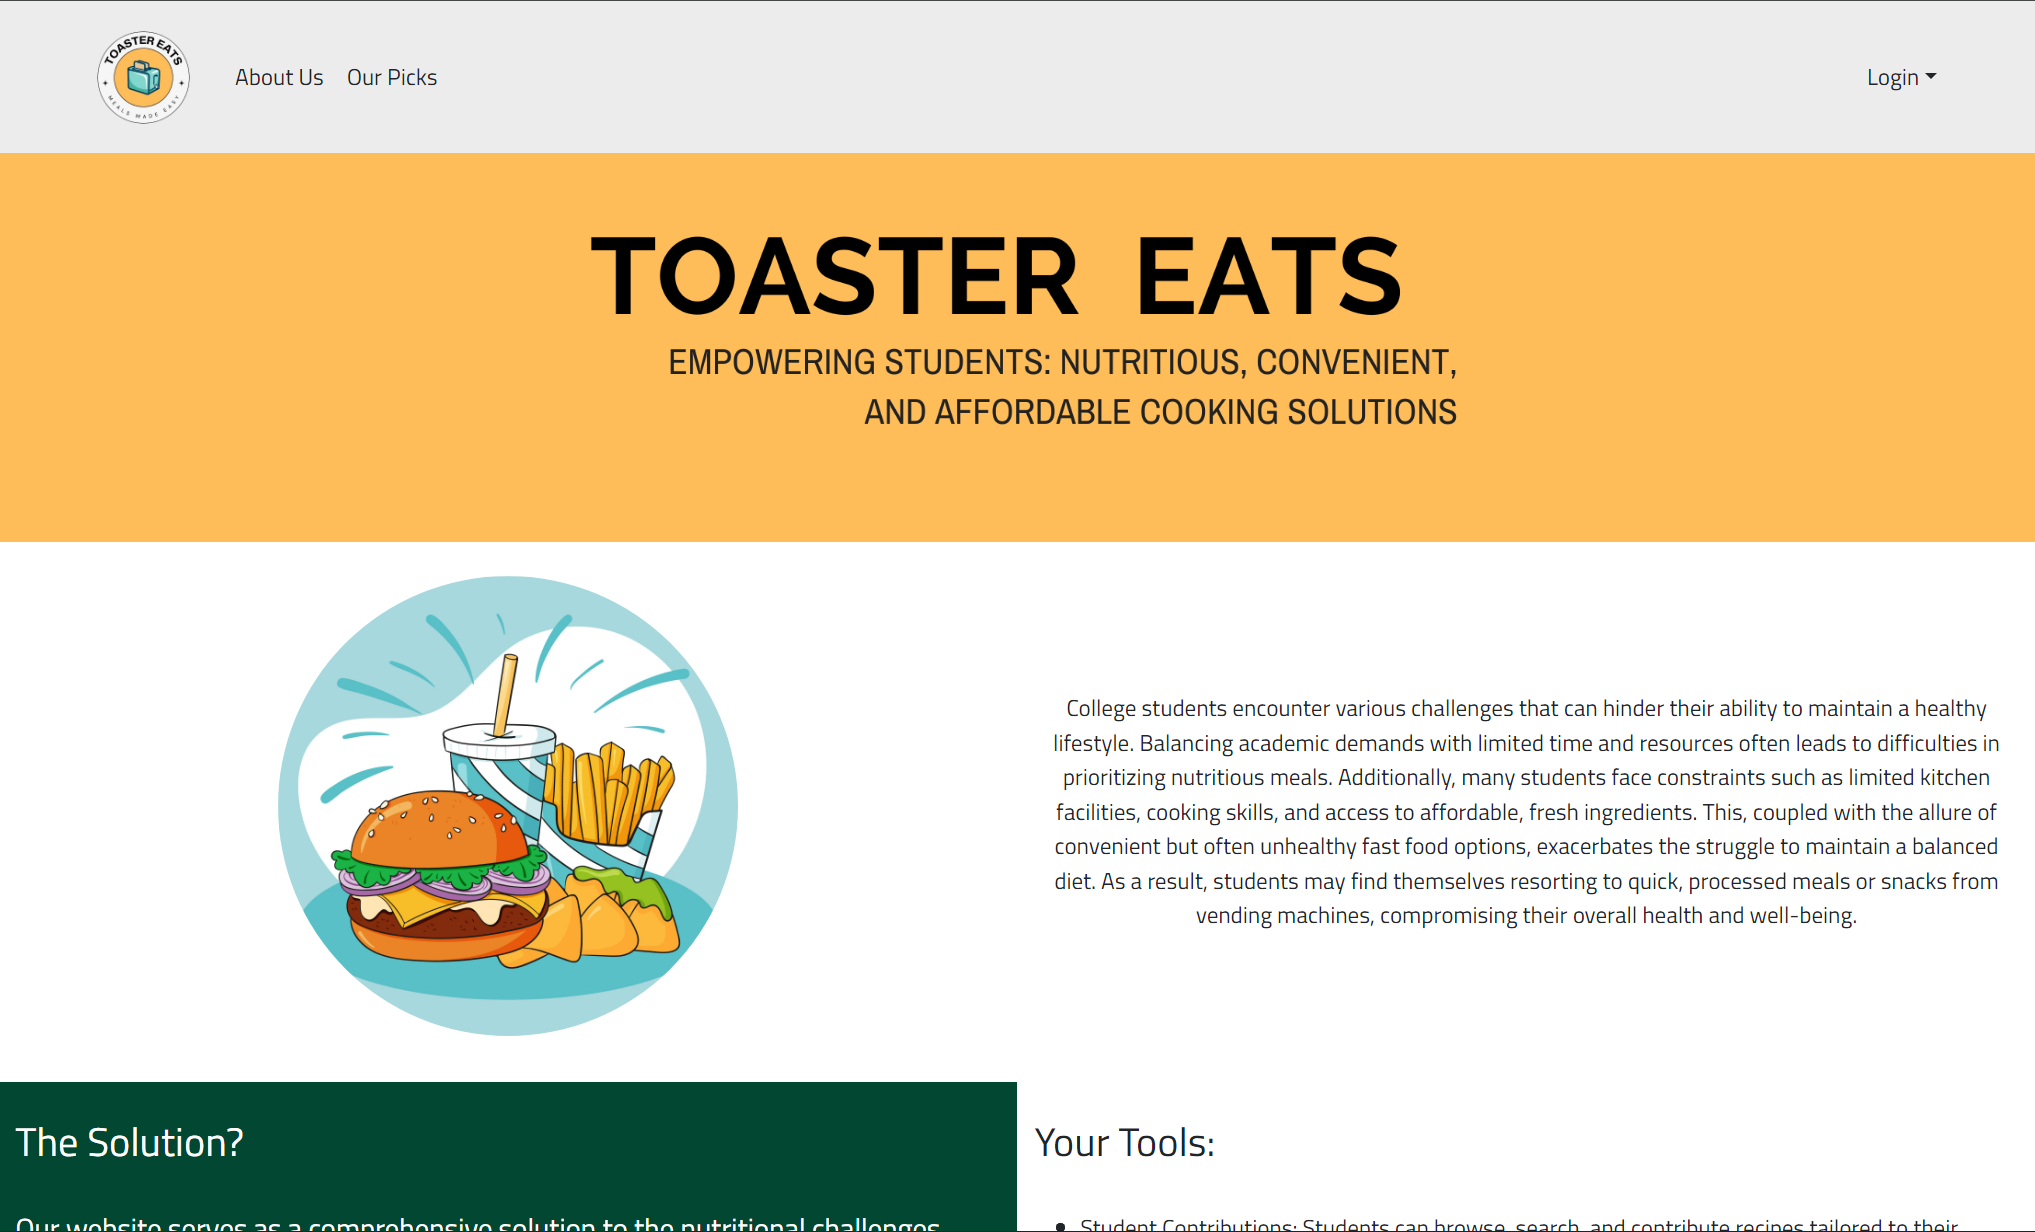 TOASTER EATS
MEALS MADE EASY
About Us
Our Picks
Login
TOASTER EATS
EMPOWERING STUDENTS: NUTRITIOUS, CONVENIENT,
AND AFFORDABLE COOKING SOLUTIONS
College students encounter various challenges that can hinder their ability to maintain a healthy
lifestyle. Balancing academic demands with limited time and resources often leads to difficulties in
prioritizing nutritious meals. Additionally, many students face constraints such as limited kitchen
facilities, cooking skills, and access to affordable, fresh ingredients. This, coupled with the allure of
convenient but often unhealthy fast food options, exacerbates the struggle to maintain a balanced
diet. As a result, students may find themselves resorting to quick, processed meals or snacks from
vending machines, compromising their overall health and well-being.
The Solution?
Our website serves as a comprehensive solution to the nutritional challenges
Your Tools:
Student Contributions: Students can browse, search, and contribute recipes tailored to their